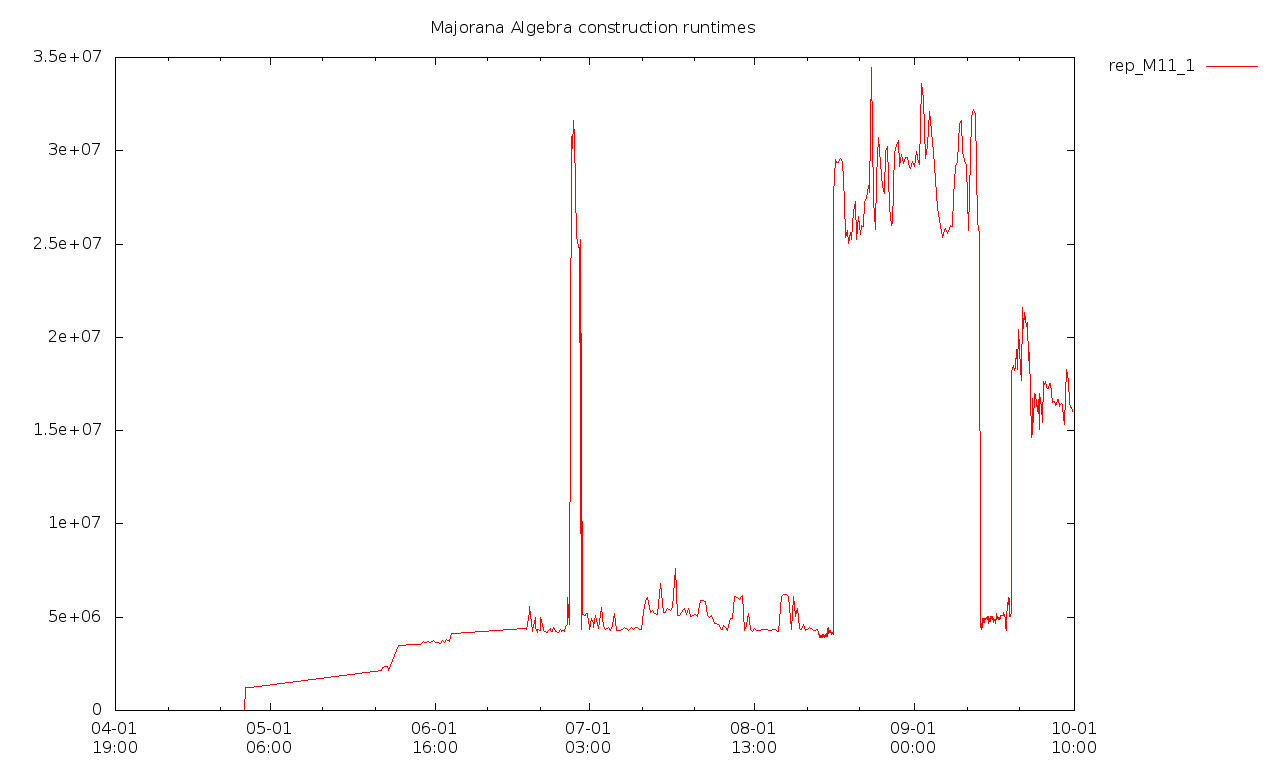 Majorana Algebra construction runtimes
rep_M11_1
3.5e+07
3e+07
2.5e+07
2e+07
1.5e+07
1e+07
5e+06
0
04-01 05-01 06-01 07-01 08-01 09-01 10-01
19:00 06:00 16:00 03:00 13:00 00:00 10:00